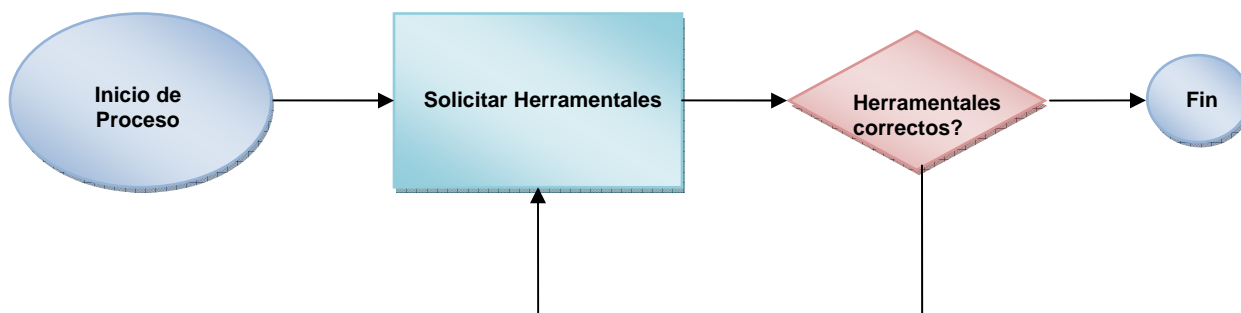 Inicio de
Proceso
Solicitar Herramentales
Herramentales
correctos?
Fin